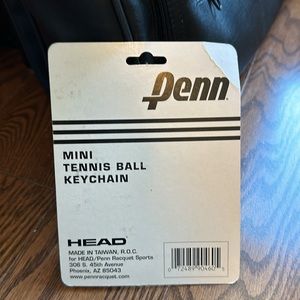 Penn
MINI
TENNIS BALL
KEYCHAIN
HEAD
MADE IN TAIWAN, R.O.C.
for HEAD/Penn Racquet Sports
306 S. 45th Avenue
Phoenix, AZ 85043
www.pennracquet.com